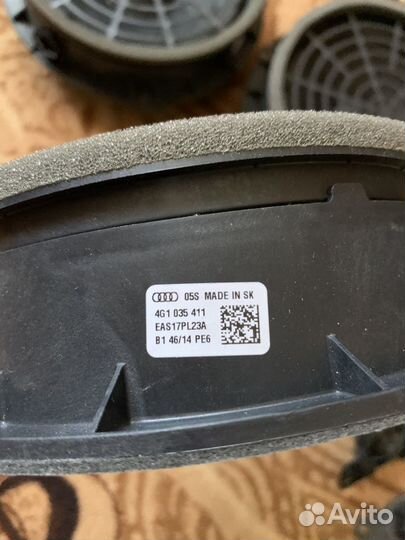 05S MADE IN SK
4G1 035 411
EAS17PL23A
B1 46/14 PE6
Avito